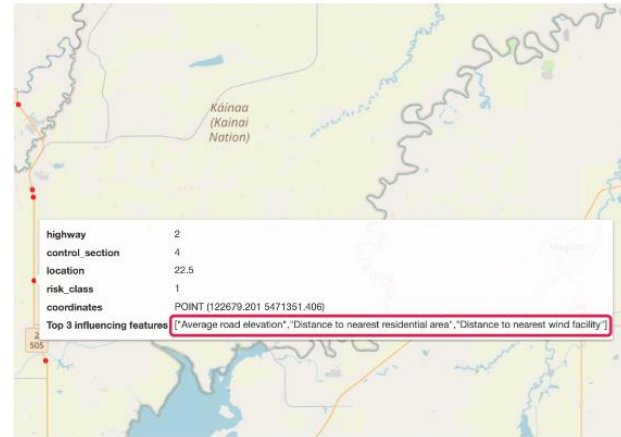 Káínaa
(Kainai
Nation)
highway 2
control_section 4
location 22.5
risk_class 1
coordinates POINT (122679.201 5471351.406)
Top 3 influencing features ["Average road elevation","Distance to nearest residential area","Distance to nearest wind facility"]
2
505